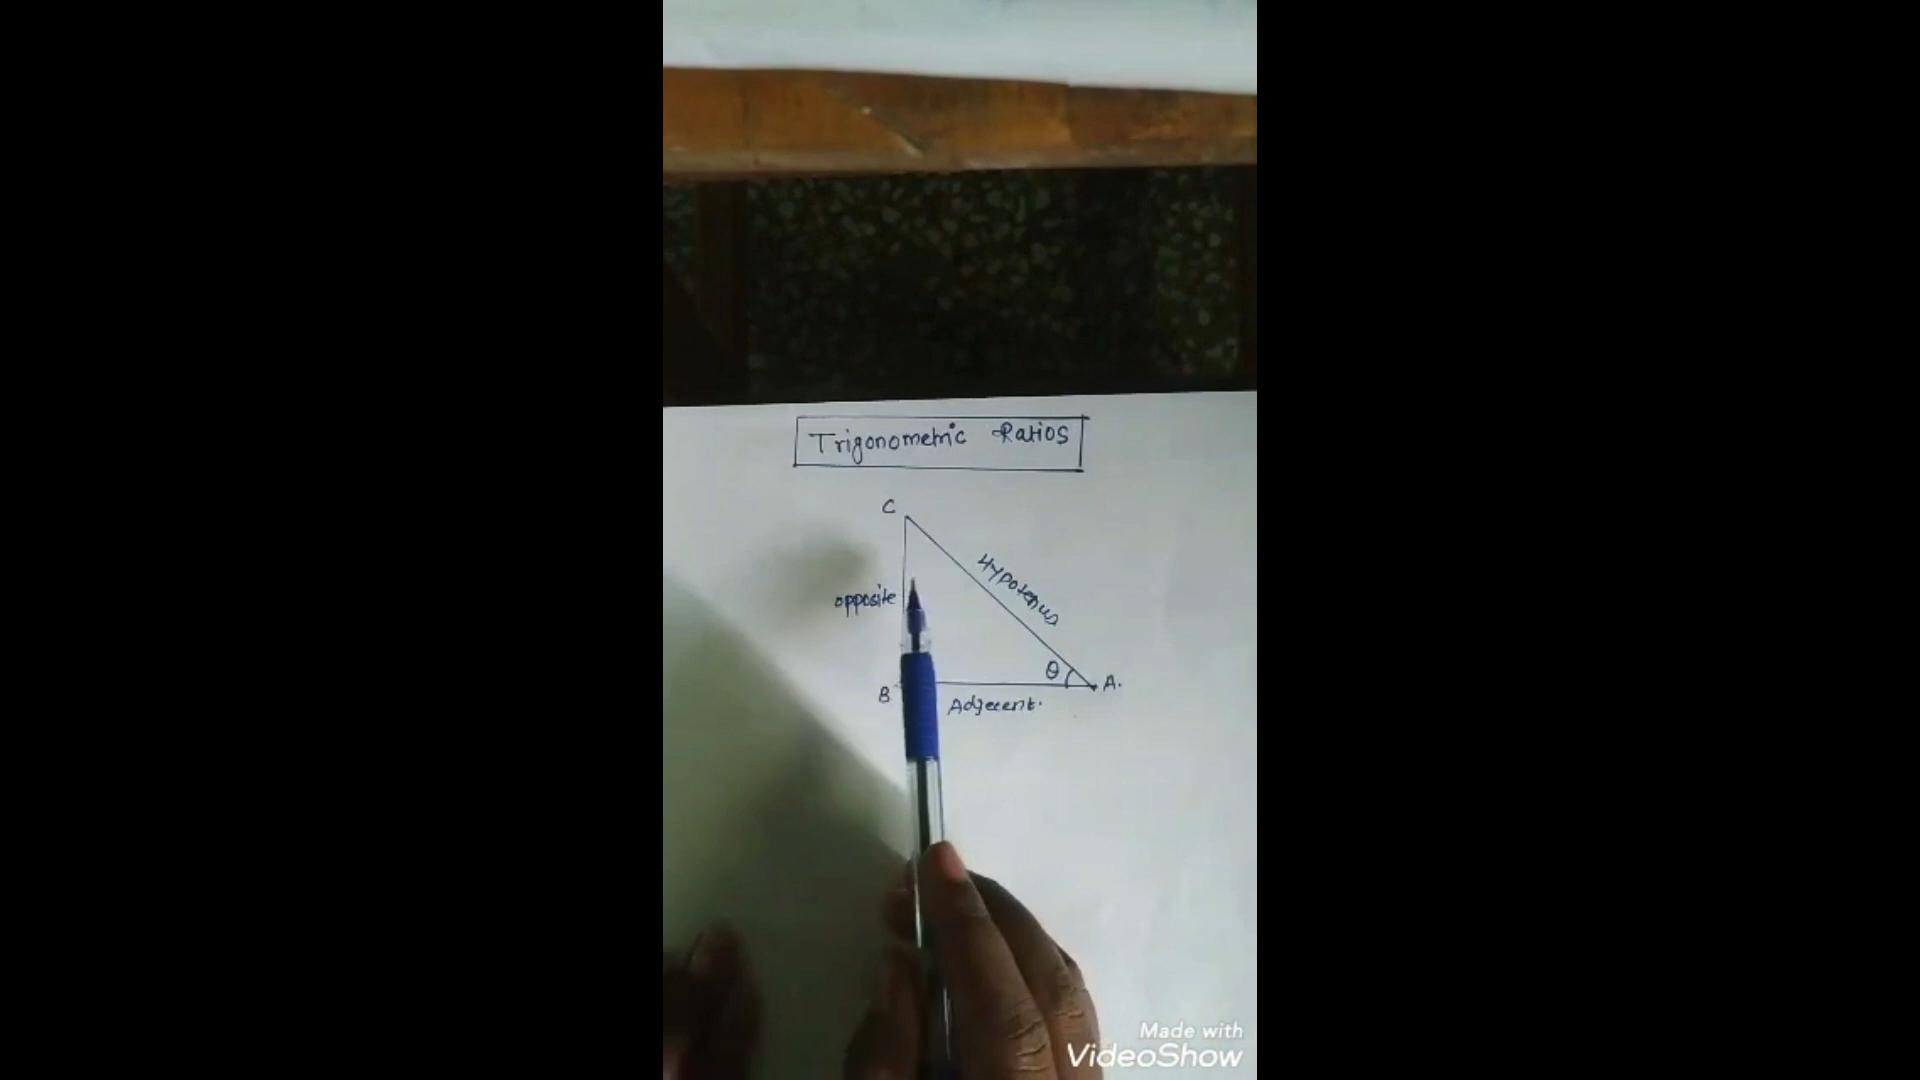 Trigonometric Ratios
C
Hypotenus
opposite
θ
B
A.
Adjecent.
Made with
VideoShow